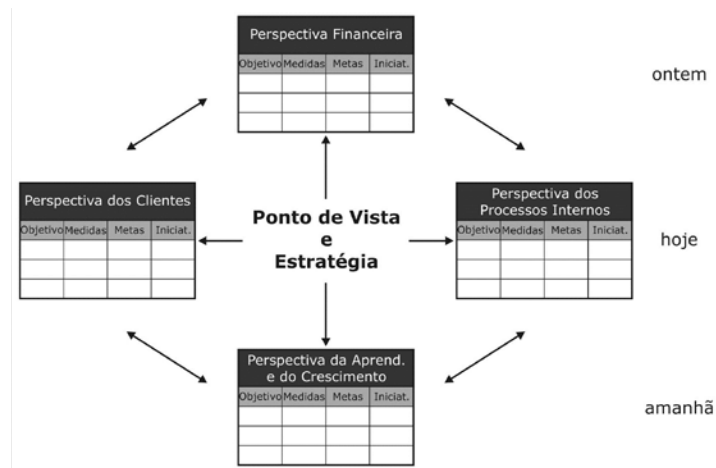 Perspectiva Financeira
Objetivo Medidas Metas Iniciat.
ontem
Perspectiva dos Clientes
Objetivo Medidas Metas Iniciat.
Ponto de Vista
e
Estratégia
Perspectiva dos
Processos Internos
Objetivo Medidas Metas Iniciat.
hoje
Perspectiva da Aprend.
e do Crescimento
Objetivo Medidas Metas Iniciat.
amanhã